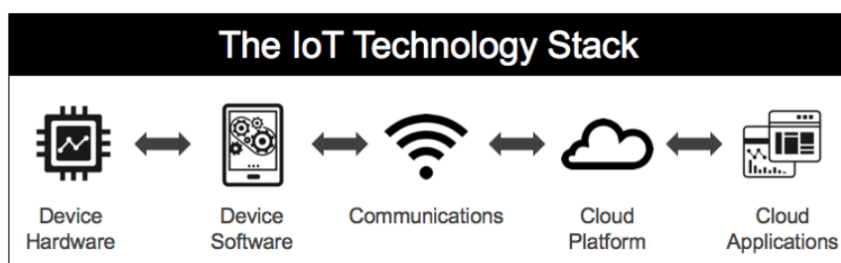 The IoT Technology Stack
Device
Hardware
Device
Software
Communications
Cloud
Platform
Cloud
Applications